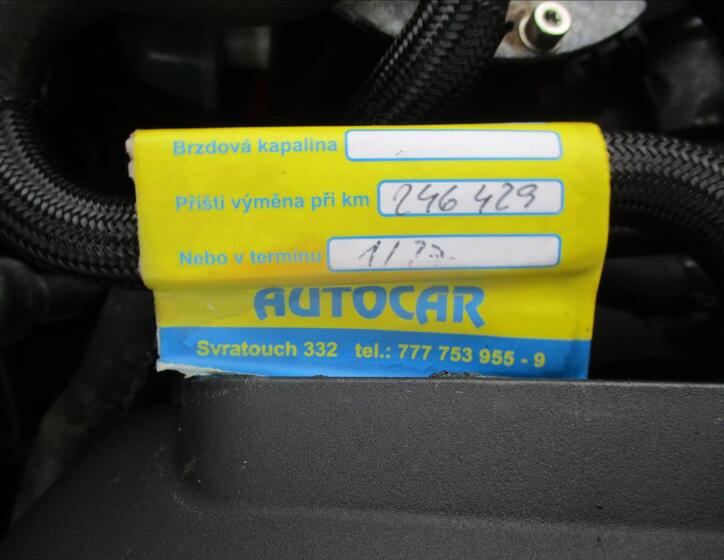 Brzdová kapalina
Příští výměna při km 246 429
Nebo v termínu
AUTOCAR
Svratouch 332 tel.: 777 753 955 - 9